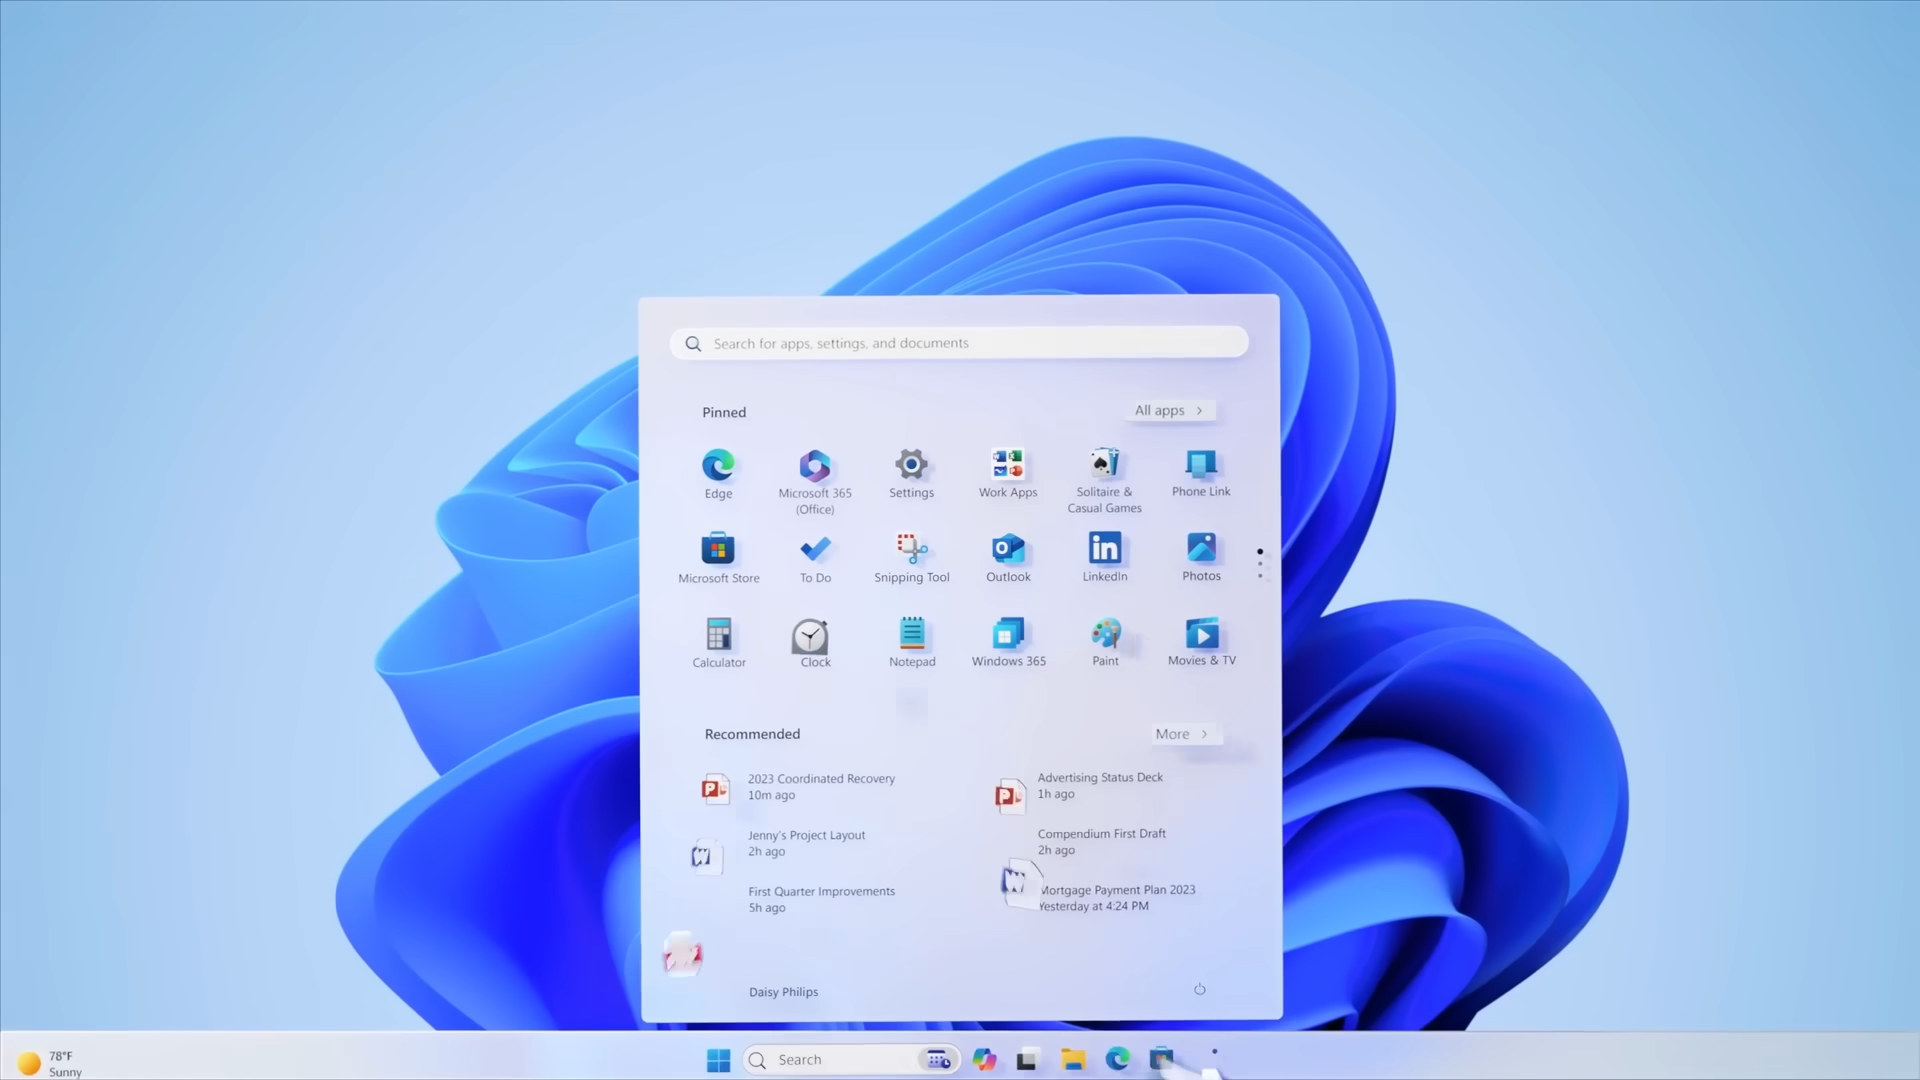 Search for apps, settings, and documents
Pinned
All apps
Edge
Microsoft 365
(Office)
Settings
Work Apps
Solitaire &
Casual Games
Phone Link
Microsoft Store
To Do
Snipping Tool
Outlook
LinkedIn
Photos
Calculator
Clock
Notepad
Windows 365
Paint
Movies & TV
Recommended
More
2023 Coordinated Recovery
10m ago
Advertising Status Deck
1h ago
Jenny's Project Layout
2h ago
Compendium First Draft
2h ago
First Quarter Improvements
5h ago
Mortgage Payment Plan 2023
Yesterday at 4:24 PM
Daisy Philips
78°F
Sunny
Search